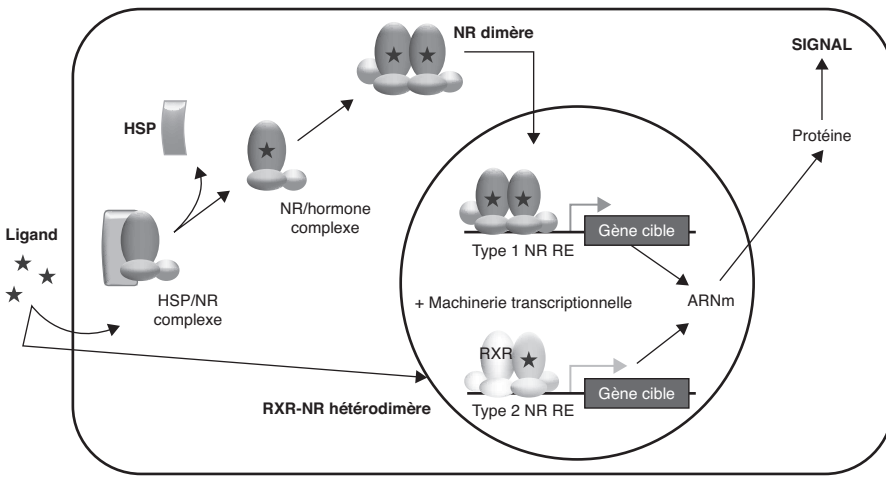 NR dimère
SIGNAL
HSP
Protéine
NR/hormone
complexe
Ligand
HSP/NR
complexe
Gène cible
Type 1 NR RE
+ Machinerie transcriptionnelle
ARNm
RXR
Gène cible
RXR-NR hétérodimère
Type 2 NR RE